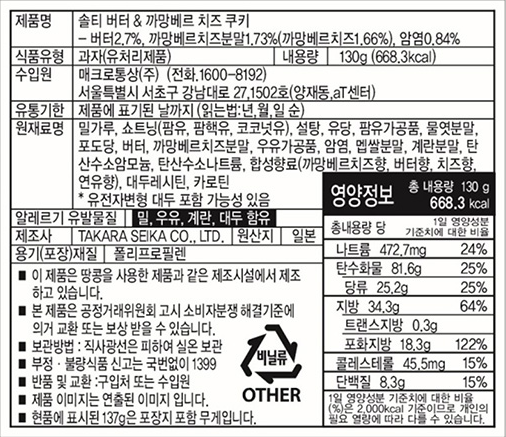 제품명 솔티 버터 & 까망베르 치즈 쿠키
– 버터2.7%, 까망베르치즈분말1.73%(까망베르치즈1.66%), 암염0.84%
식품유형 과자(유처리제품) 내용량 130g (668.3kcal)
수입원 매크로통상(주) (전화.1600-8192)
서울특별시 서초구 강남대로 27,1502호(양재동,aT센터)
유통기한 제품에 표기된 날까지 (읽는법:년,월,일 순)
원재료명 밀가루, 쇼트닝(팜유, 팜핵유, 코코넛유), 설탕, 유당, 팜유가공품, 물엿분말,
포도당, 버터, 까망베르치즈분말, 우유가공품, 암염, 멥쌀분말, 계란분말, 탄
산수소암모늄, 탄산수소나트륨, 합성향료(까망베르치즈향, 버터향, 치즈향,
연유향), 대두레시틴, 카로틴
* 유전자변형 대두 포함 가능성 있음
알레르기 유발물질 밀, 우유, 계란, 대두 함유
제조사 TAKARA SEIKA CO., LTD. 원산지 일본
용기(포장)재질 폴리프로필렌
■ 이 제품은 땅콩을 사용한 제품과 같은 제조시설에서 제조
하고 있습니다.
■ 본 제품은 공정거래위원회 고시 소비자분쟁 해결기준에
의거 교환 또는 보상 받을 수 있습니다.
■ 보관방법 : 직사광선은 피하여 실온 보관
■ 부정 · 불량식품 신고는 국번없이 1399
■ 반품 및 교환 :구입처 또는 수입원
■ 제품 이미지는 연출된 이미지 입니다.
■ 현품에 표시된 137g은 포장지 포함 무게입니다.
비닐류
OTHER
영양정보 총 내용량 130 g
668.3 kcal
총내용량 당 1일 영양성분
기준치에 대한 비율
나트륨 472.7mg 24%
탄수화물 81.6g 25%
당류 25.2g 25%
지방 34.3g 64%
트랜스지방 0.3g
포화지방 18.3g 122%
콜레스테롤 45.5mg 15%
단백질 8.3g 15%
1일 영양성분 기준치에 대한 비율
(%)은 2,000kcal 기준이므로 개인의
필요 열량에 따라 다를 수 있습니다.